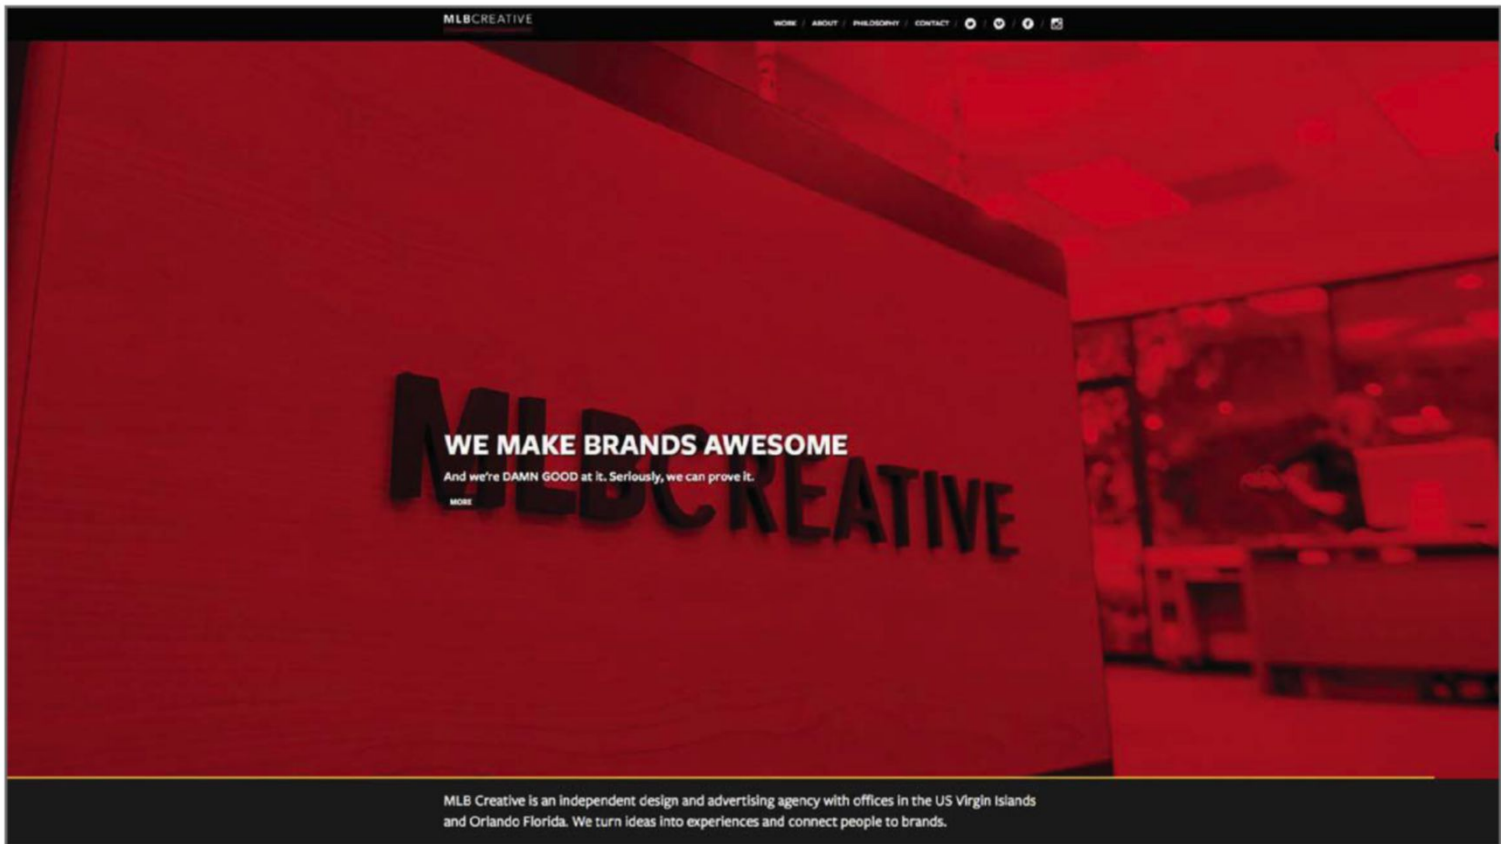 MLBCREATIVE
WORK / ABOUT / PHILOSOPHY / CONTACT / / / /
MLBCREATIVE
WE MAKE BRANDS AWESOME
And we're DAMN GOOD at it. Seriously, we can prove it.
MORE
MLB Creative is an independent design and advertising agency with offices in the US Virgin Islands
and Orlando Florida. We turn ideas into experiences and connect people to brands.